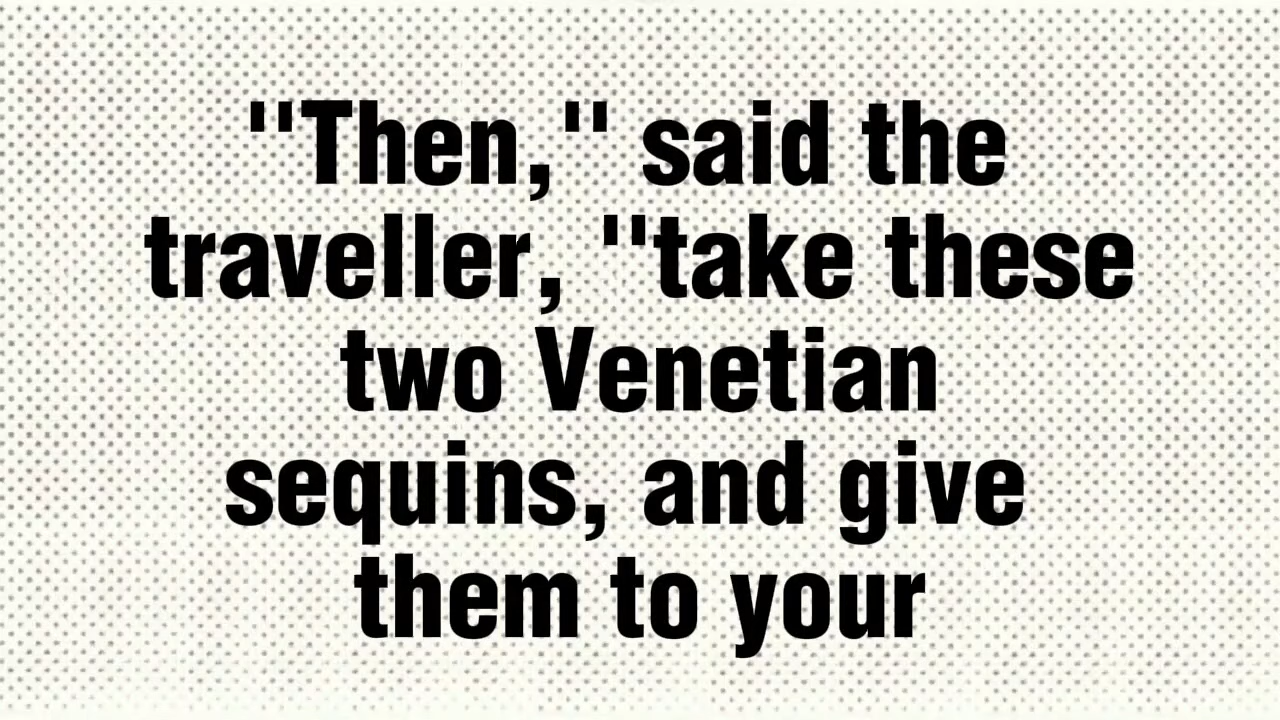 "Then," said the
traveller, "take these
two Venetian
sequins, and give
them to your